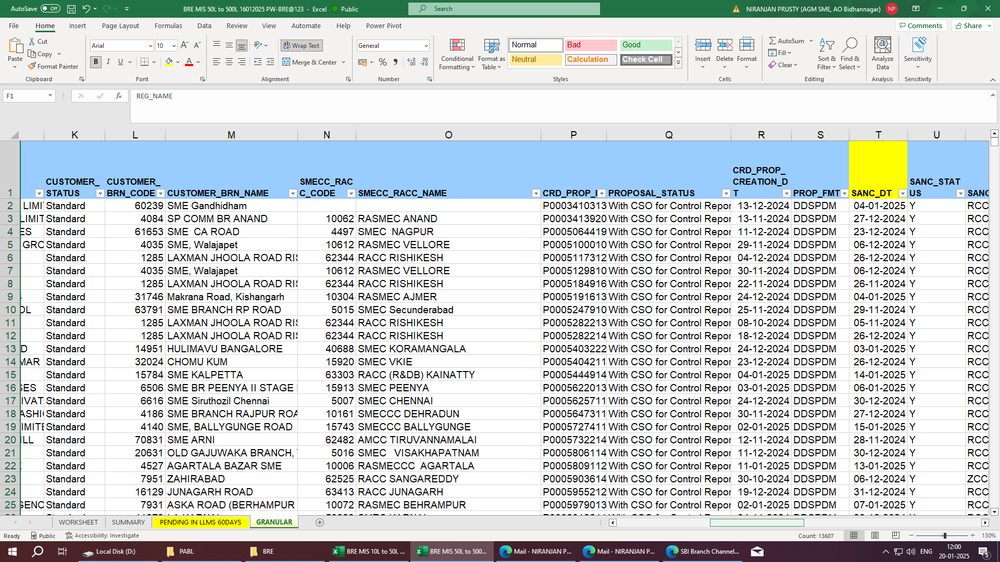 AutoSave Off
BRE MIS 50L to 500L 16012025 PW-BRE@123 - Excel Public
Search
NIRANJAN PRUSTY (AGM SME, AO Bidhannagar) NP
File Home Insert Page Layout Formulas Data Review View Automate Help Power Pivot
Comments Share
Paste Cut Copy Format Painter
Clipboard
Arial 10
B I U
Font
Wrap Text
Merge & Center
Alignment
General
Number
Conditional Formatting
Format as Table
Normal Bad Good
Neutral Calculation Check Cell
Styles
Insert Delete Format
Cells
AutoSum
Fill
Clear
Sort & Filter
Find & Select
Editing
Analyze Data
Analysis
Sensitivity
Sensitivity
F1 fx REG_NAME
K L M N O P Q R S T U
1 CUSTOMER_STATUS CUSTOMER_BRN_CODE CUSTOMER_BRN_NAME SMECC_RACC_CODE SMECC_RACC_NAME CRD_PROP_I PROPOSAL_STATUS CRD_PROP_CREATION_DT PROP_FMT SANC_DT SANC_STATUS SANC
2 LIMI Standard 60239 SME Gandhidham P0003410313 With CSO for Control Repor 13-12-2024 DDSPDM 04-01-2025 Y RCC
3 LIMIT Standard 4084 SP COMM BR ANAND 10062 RASMEC ANAND P0003413920 With CSO for Control Repor 13-11-2024 DDSPDM 27-12-2024 Y RCC
4 ES Standard 61653 SME CA ROAD 4497 SMEC NAGPUR P0005064419 With CSO for Control Repor 11-12-2024 DDSPDM 23-12-2024 Y RCC
5 GRC Standard 4035 SME, Walajapet 10612 RASMEC VELLORE P0005100010 With CSO for Control Repor 29-11-2024 DDSPDM 06-12-2024 Y RCC
6 Standard 1285 LAXMAN JHOOLA ROAD RIS 62344 RACC RISHIKESH P0005117312 With CSO for Control Repor 04-12-2024 DDSPDM 26-12-2024 Y RCC
7 Standard 4035 SME, Walajapet 10612 RASMEC VELLORE P0005129810 With CSO for Control Repor 30-11-2024 DDSPDM 06-12-2024 Y RCC
8 Standard 1285 LAXMAN JHOOLA ROAD RIS 62344 RACC RISHIKESH P0005184916 With CSO for Control Repor 22-11-2024 DDSPDM 26-11-2024 Y RCC
9 Standard 31746 Makrana Road, Kishangarh 10304 RASMEC AJMER P0005191613 With CSO for Control Repor 24-12-2024 DDSPDM 04-01-2025 Y RCC
10 OL Standard 63791 SME BRANCH RP ROAD 5015 SMEC Secunderabad P0005247910 With CSO for Control Repor 25-11-2024 DDSPDM 29-11-2024 Y RCC
11 Standard 1285 LAXMAN JHOOLA ROAD RIS 62344 RACC RISHIKESH P0005282213 With CSO for Control Repor 08-10-2024 DDSPDM 05-11-2024 Y RCC
12 Standard 1285 LAXMAN JHOOLA ROAD RIS 62344 RACC RISHIKESH P0005282214 With CSO for Control Repor 18-12-2024 DDSPDM 26-12-2024 Y RCC
13 D Standard 14951 HULIMAVU BANGALORE 40688 SMEC KORAMANGALA P0005403222 With CSO for Control Repor 24-12-2024 DDSPDM 03-01-2025 Y RCC
14 MAR Standard 32024 CHOMU KUM 15920 SMEC VKIE P0005404211 With CSO for Control Repor 23-12-2024 DDSPDM 26-12-2024 Y RCC
15 Standard 15784 SME KALPETTA 63303 RACC (R&DB) KAINATTY P0005444914 With CSO for Control Repor 04-01-2025 DDSPDM 14-01-2025 Y RCC
16 SES Standard 6506 SME BR PEENYA II STAGE 15913 SMEC PEENYA P0005622013 With CSO for Control Repor 03-01-2025 DDSPDM 06-01-2025 Y RCC
17 IVAT Standard 6616 SME Siruthozil Chennai 5007 SMEC CHENNAI P0005625711 With CSO for Control Repor 24-12-2024 DDSPDM 30-12-2024 Y RCC
18 ASHI Standard 4186 SME BRANCH RAJPUR ROA 10161 SMECCC DEHRADUN P0005647311 With CSO for Control Repor 30-11-2024 DDSPDM 27-12-2024 Y RCC
19 IMITE Standard 4140 SME, BALLYGUNGE ROAD 15743 SMECCC BALLYGUNGE P0005727411 With CSO for Control Repor 02-01-2025 DDSPDM 15-01-2025 Y RCC
20 ILL Standard 70831 SME ARNI 62482 AMCC TIRUVANNAMALAI P0005732214 With CSO for Control Repor 12-11-2024 DDSPDM 28-11-2024 Y RCC
21 Standard 20631 OLD GAJUWAKA BRANCH, 5016 SMEC VISAKHAPATNAM P0005806114 With CSO for Control Repor 11-12-2024 DDSPDM 30-12-2024 Y RCC
22 Standard 4527 AGARTALA BAZAR SME 10006 RASMECCC AGARTALA P0005809112 With CSO for Control Repor 11-01-2025 DDSPDM 13-01-2025 Y RCC
23 Standard 7951 ZAHIRABAD 62525 RACC SANGAREDDY P0005903614 With CSO for Control Repor 30-10-2024 DDSPDM 06-12-2024 Y ZCC
24 Standard 16129 JUNAGARH ROAD 63413 RACC JUNAGARH P0005955212 With CSO for Control Repor 19-12-2024 DDSPDM 31-12-2024 Y RCC
25 GENC Standard 7931 ASKA ROAD (BERHAMPUR 10072 RASMEC BEHRAMPUR P0005979013 With CSO for Control Repor 02-01-2025 DDSPDM 07-01-2025 Y RCC
WORKSHEET SUMMARY PENDING IN LLMS 60DAYS GRANULAR
Ready Public Accessibility: Investigate Count: 13607 130%
Local Disk (D:) PABL BRE BRE MIS 10L to 50L ... BRE MIS 50L to 500... Mail - NIRANJAN P... Mail - NIRANJAN P... SBI Branch Channel... ENG 12:00
20-01-2025 5